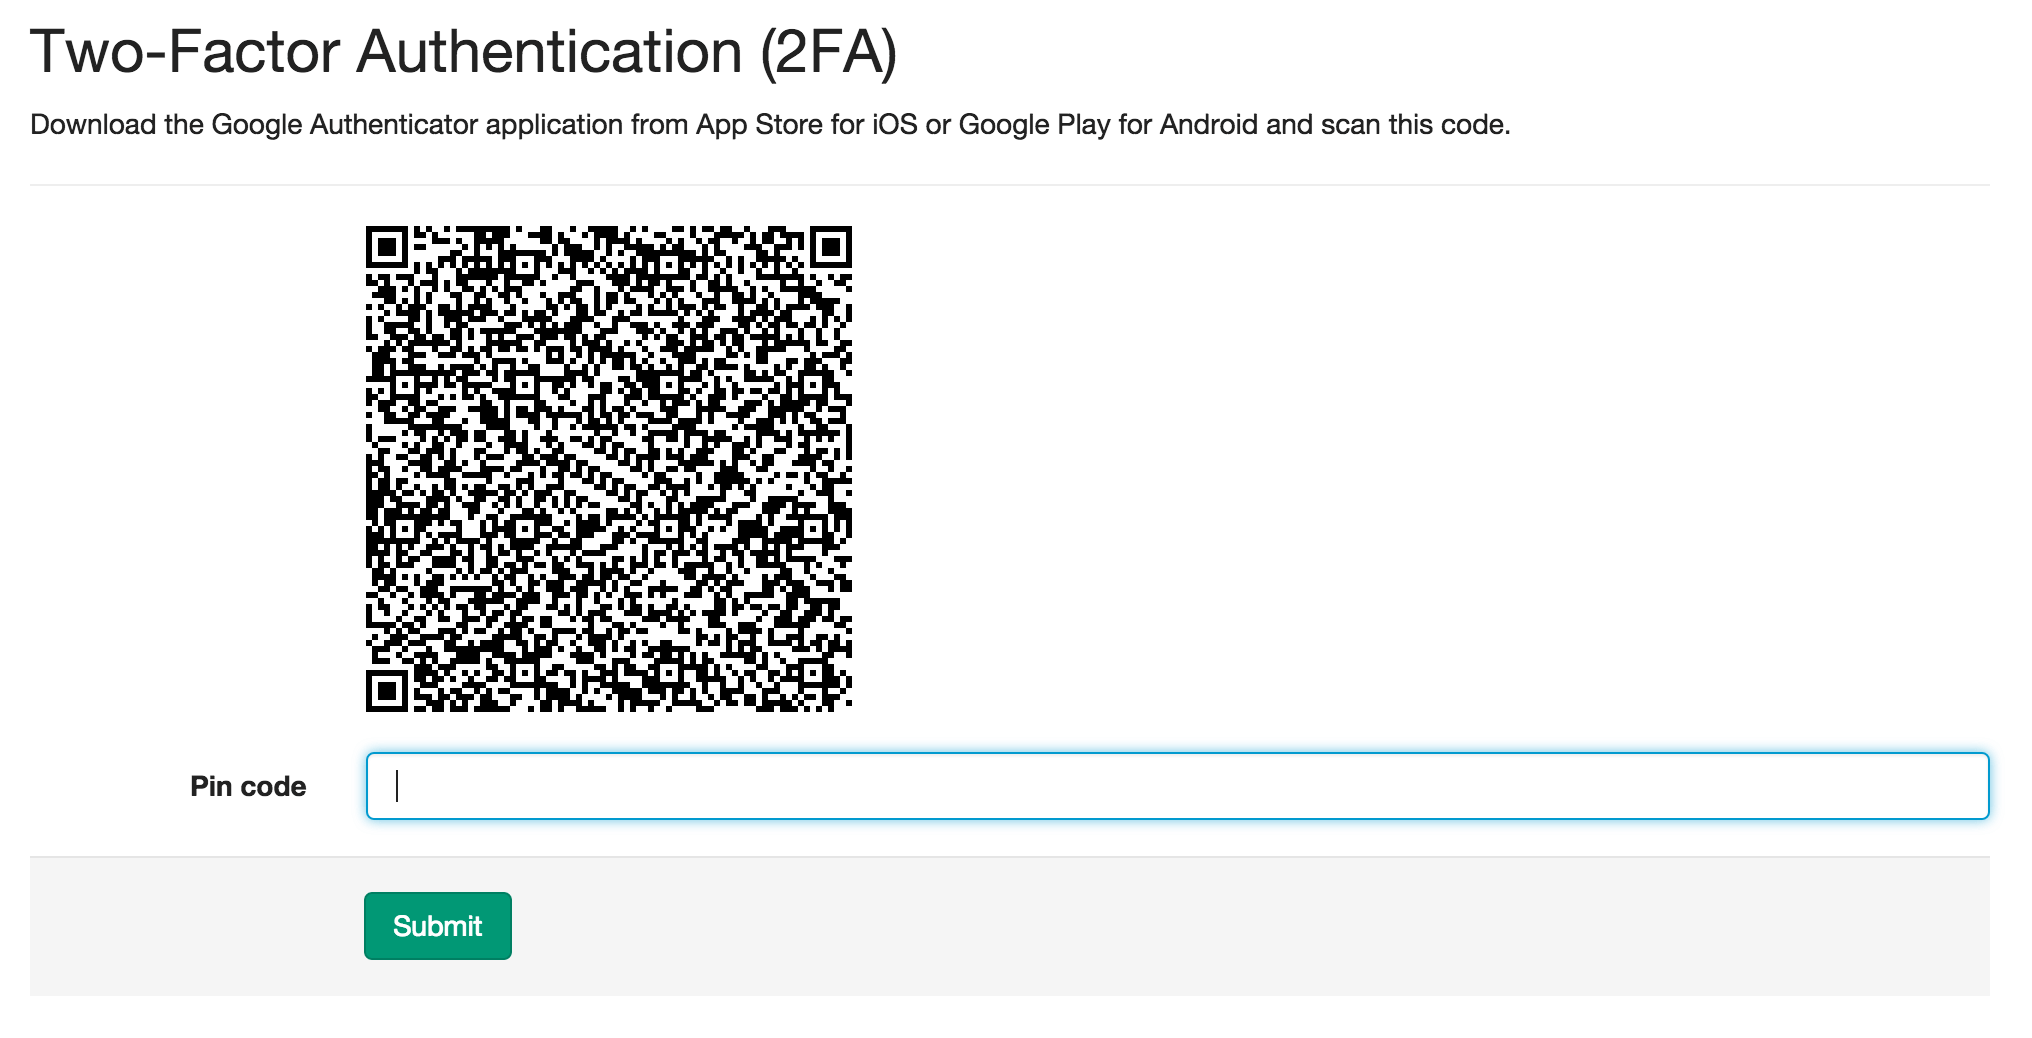 Two-Factor Authentication (2FA)
Download the Google Authenticator application from App Store for iOS or Google Play for Android and scan this code.
Pin code
Submit